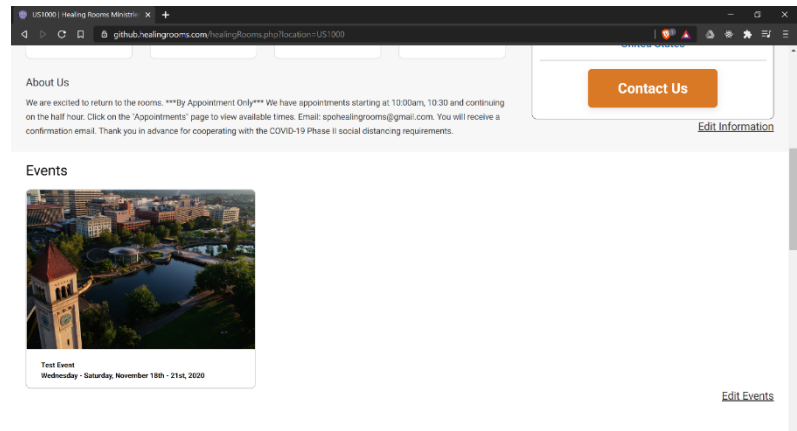 US1000 | Healing Rooms Ministrie
github.healingrooms.com/healingRooms.php?location=US1000
United States
About Us
We are excited to return to the rooms. ***By Appointment Only*** We have appointments starting at 10:00am, 10:30 and continuing
on the half hour. Click on the "Appointments" page to view available times. Email: spohealingrooms@gmail.com. You will receive a
confirmation email. Thank you in advance for cooperating with the COVID-19 Phase II social distancing requirements.
Contact Us
Edit Information
Events
Test Event
Wednesday - Saturday, November 18th - 21st, 2020
Edit Events